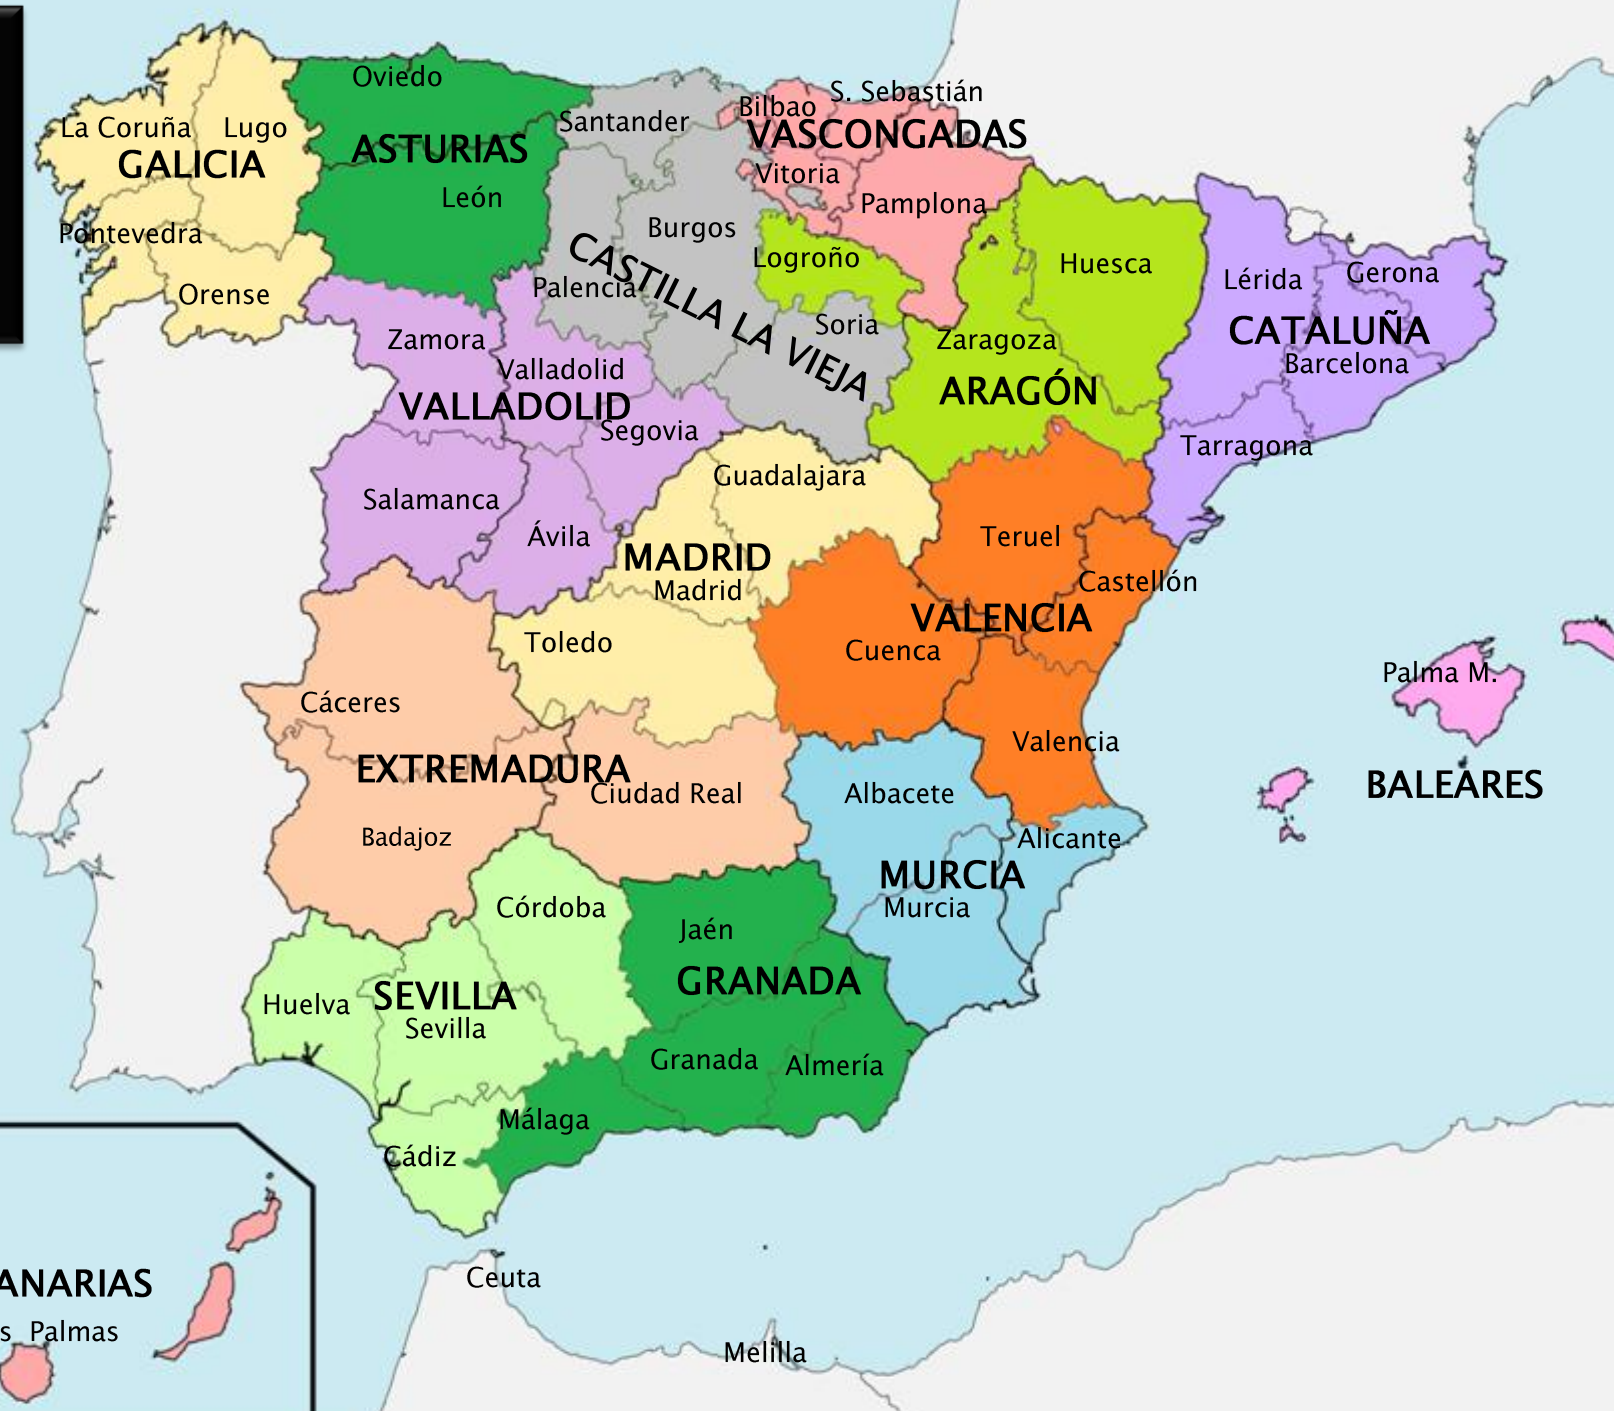 Oviedo
S. Sebastián
Bilbao
Santander
La Coruña
Lugo
VASCONGADAS
ASTURIAS
GALICIA
Vitoria
León
Pamplona
Pontevedra
Burgos
Logroño
Huesca
Gerona
Lérida
CASTILLA LA VIEJA
Palencia
Orense
Soria
CATALUÑA
Zamora
Zaragoza
Barcelona
Valladolid
ARAGÓN
VALLADOLID
Segovia
Tarragona
Guadalajara
Salamanca
Ávila
Teruel
MADRID
Castellón
Madrid
VALENCIA
Toledo
Cuenca
Palma M.
Cáceres
Valencia
EXTREMADURA
BALEARES
Ciudad Real
Albacete
Badajoz
Alicante
MURCIA
Murcia
Córdoba
Jaén
GRANADA
SEVILLA
Huelva
Sevilla
Granada
Almería
Málaga
Cádiz
Ceuta
ANARIAS
s Palmas
Melilla